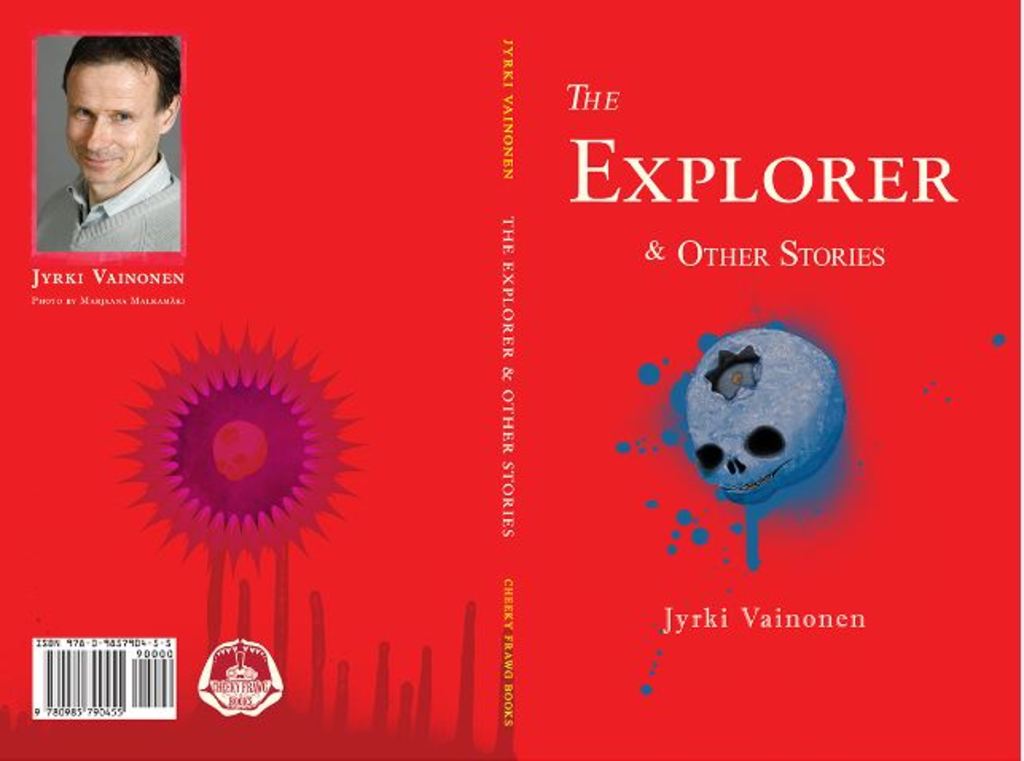 JYRKI VAINONEN
PHOTO BY MARJAANA MALKAMÄKI
ISBN 978-0-9857904-5-5
90000
9 780985 790455
CHEEKY FRAWG
BOOKS
JYRKI VAINONEN
THE EXPLORER & OTHER STORIES
CHEEKY FRAWG BOOKS
THE
EXPLORER
& OTHER STORIES
Jyrki Vainonen